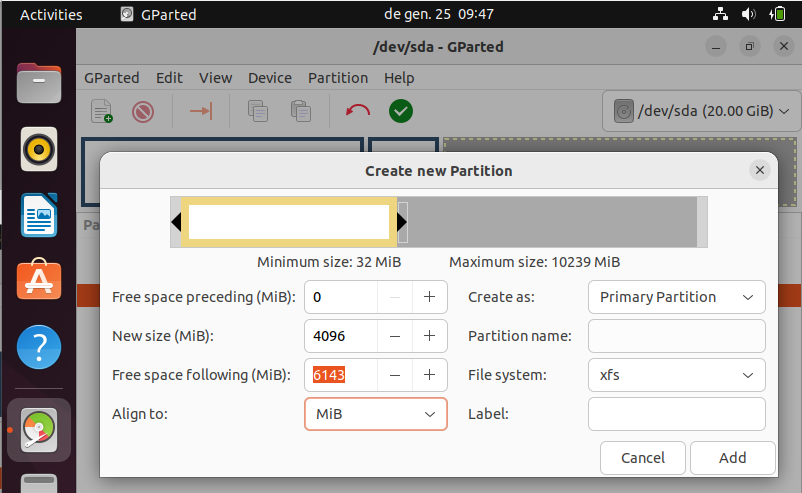 Activities GParted de gen. 25 09:47
/dev/sda - GParted
GParted Edit View Device Partition Help
/dev/sda (20.00 GiB)
Create new Partition
Minimum size: 32 MiB Maximum size: 10239 MiB
Free space preceding (MiB): 0 Create as: Primary Partition
New size (MiB): 4096 Partition name:
Free space following (MiB): 6143 File system: xfs
Align to: MiB Label:
Cancel Add